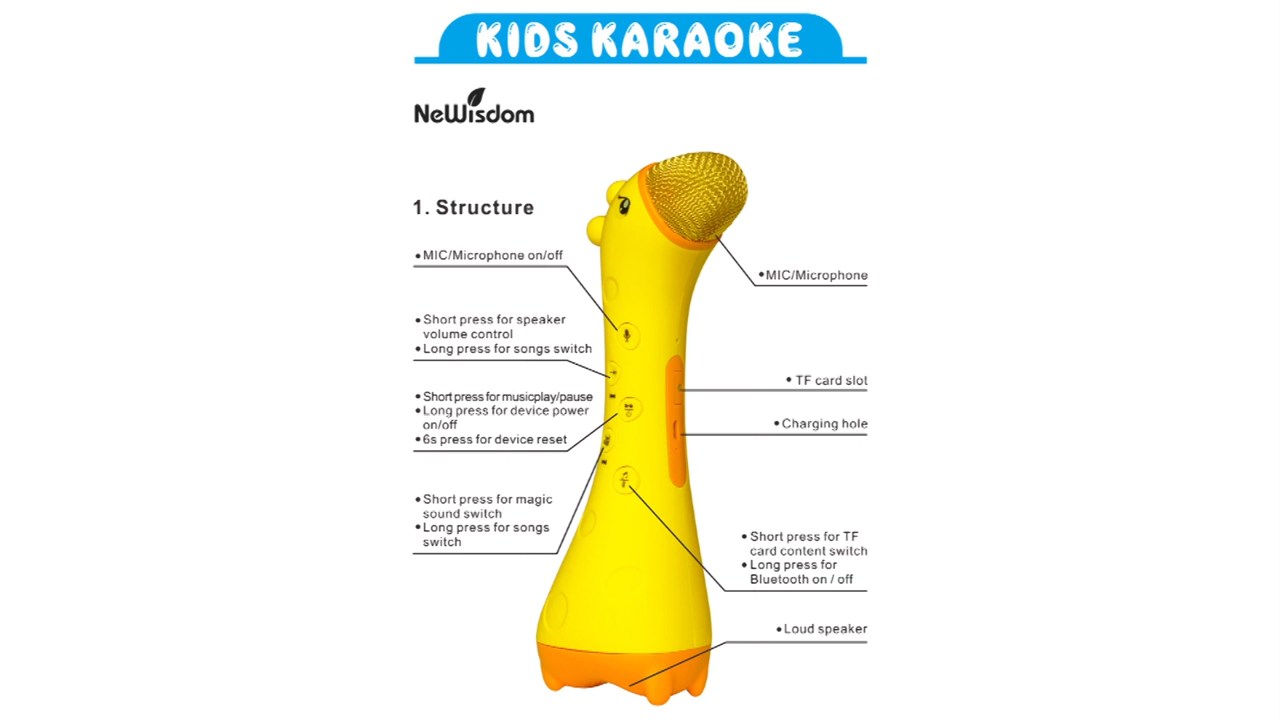 KIDS KARAOKE
NeWisdom
1. Structure
•MIC/Microphone on/off
•Short press for speaker
volume control
•Long press for songs switch
•Short press for musicplay/pause
•Long press for device power
on/off
•6s press for device reset
•Short press for magic
sound switch
•Long press for songs
switch
•MIC/Microphone
•TF card slot
•Charging hole
•Short press for TF
card content switch
•Long press for
Bluetooth on / off
•Loud speaker